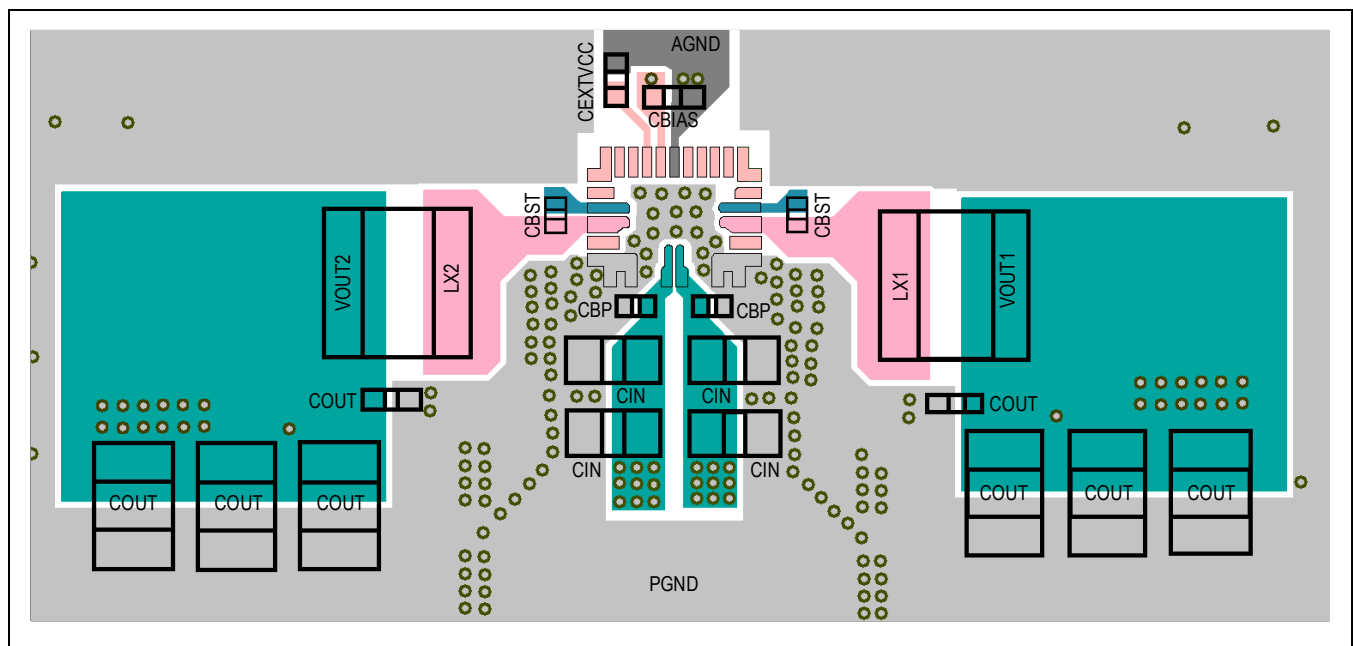 AGND
CEXTVCC
CBIAS
CBST
CBST
VOUT2
LX2
LX1
VOUT1
CBP
CBP
CIN
CIN
COUT
COUT
CIN
CIN
COUT
COUT
COUT
COUT
COUT
COUT
PGND